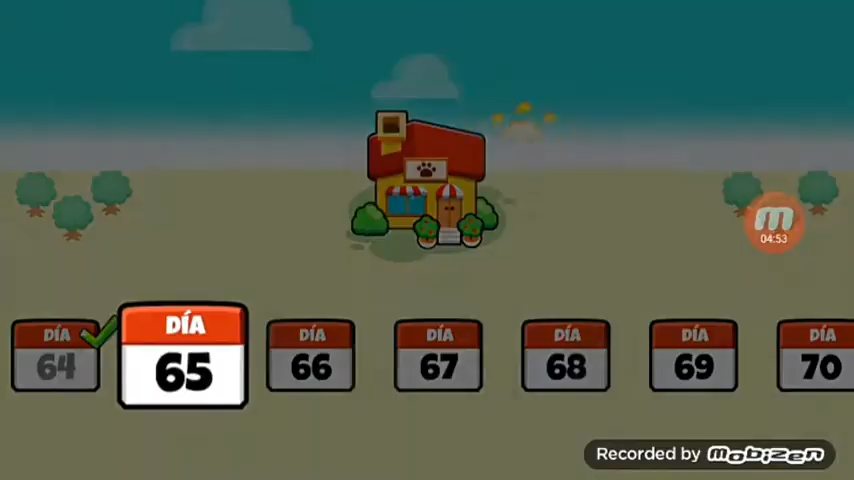 04:53
DÍA
64
DÍA
65
DÍA
66
DÍA
67
DÍA
68
DÍA
69
DÍA
70
Recorded by mobizen